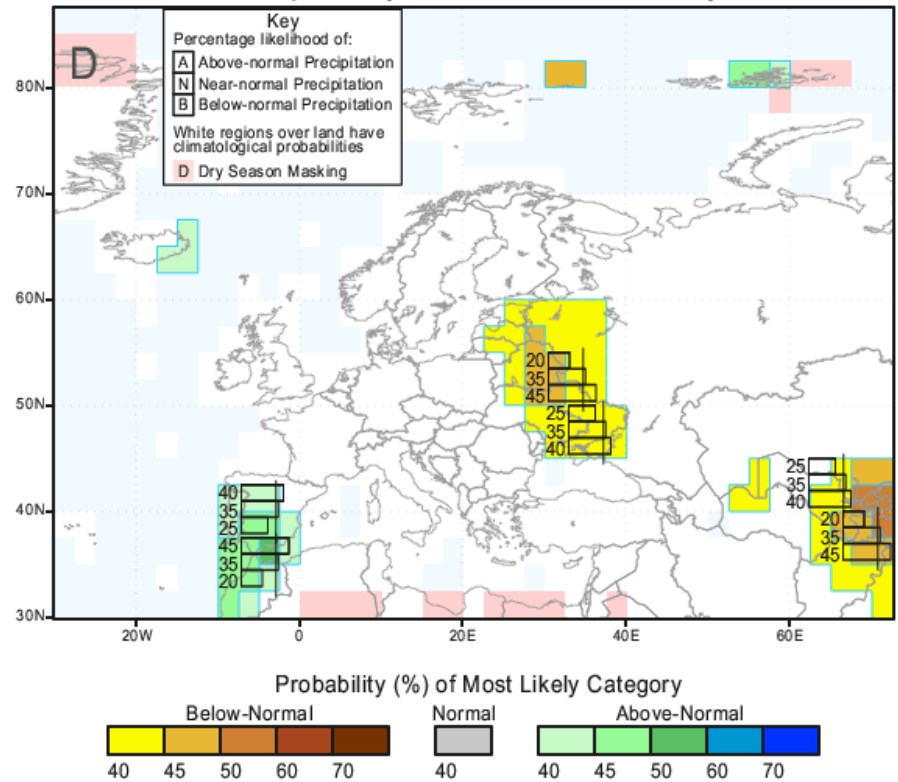 Key
Percentage likelihood of:
A Above-normal Precipitation
N Near-normal Precipitation
B Below-normal Precipitation
White regions over land have
climatological probabilities
D Dry Season Masking
D
80N
70N
60N
50N
40N
30N
20
35
45
25
35
40
25
35
40
20
35
45
40
35
25
45
35
20
20W 0 20E 40E 60E
Probability (%) of Most Likely Category
Below-Normal Normal Above-Normal
40 45 50 60 70 40 40 45 50 60 70